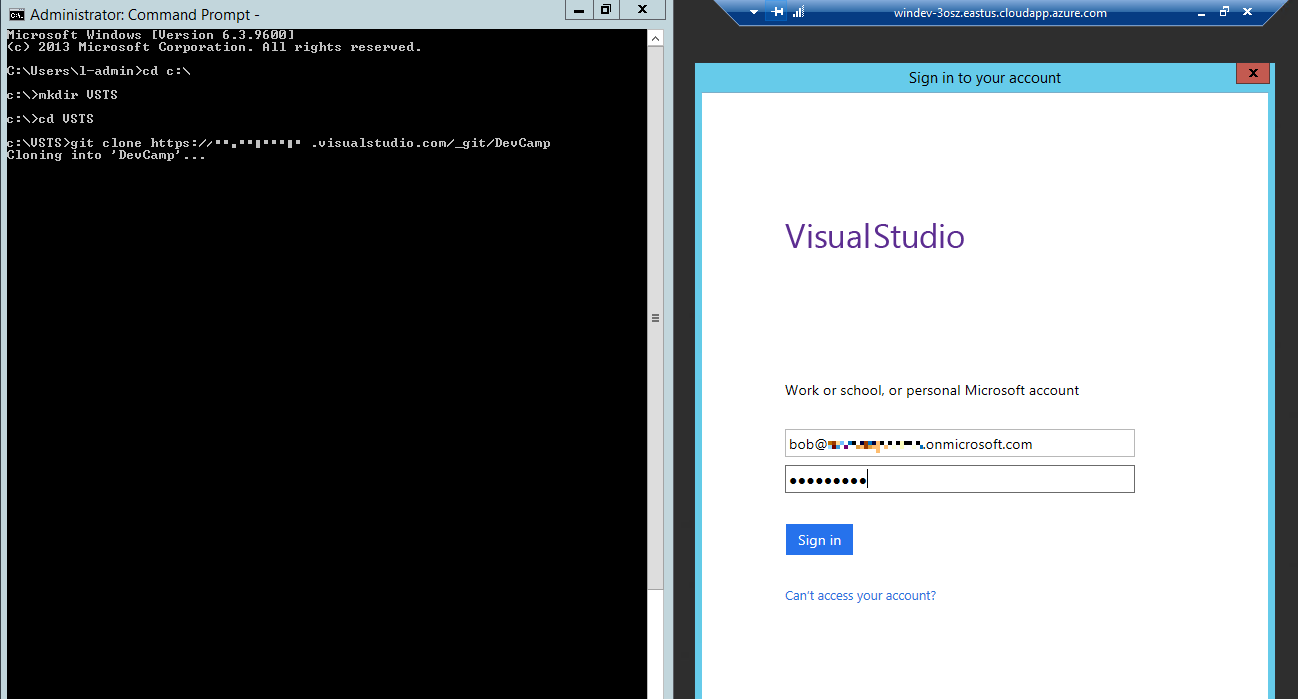 Administrator: Command Prompt -
Microsoft Windows [Version 6.3.9600]
(c) 2013 Microsoft Corporation. All rights reserved.
C:\Users\l-admin>cd c:\
c:\>mkdir VSTS
c:\>cd VSTS
c:\VSTS>git clone https:// .visualstudio.com/_git/DevCamp
Cloning into 'DevCamp'...
windev-3osz.eastus.cloudapp.azure.com
Sign in to your account
Visual Studio
Work or school, or personal Microsoft account
bob@ .onmicrosoft.com
Sign in
Can't access your account?